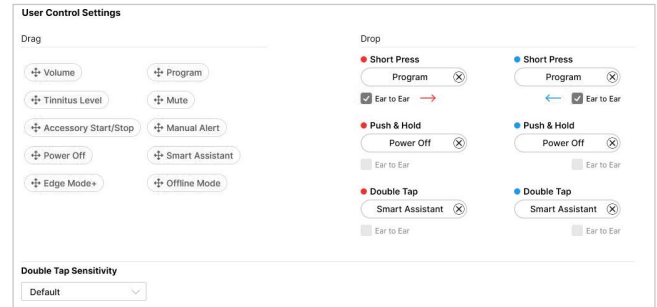 User Control Settings
Drag
Drop
Volume
Program
Tinnitus Level
Mute
Accessory Start/Stop
Manual Alert
Power Off
Smart Assistant
Edge Mode+
Offline Mode
Short Press
Short Press
Program
Program
Ear to Ear
Ear to Ear
Push & Hold
Push & Hold
Power Off
Power Off
Ear to Ear
Ear to Ear
Double Tap
Double Tap
Smart Assistant
Smart Assistant
Ear to Ear
Ear to Ear
Double Tap Sensitivity
Default